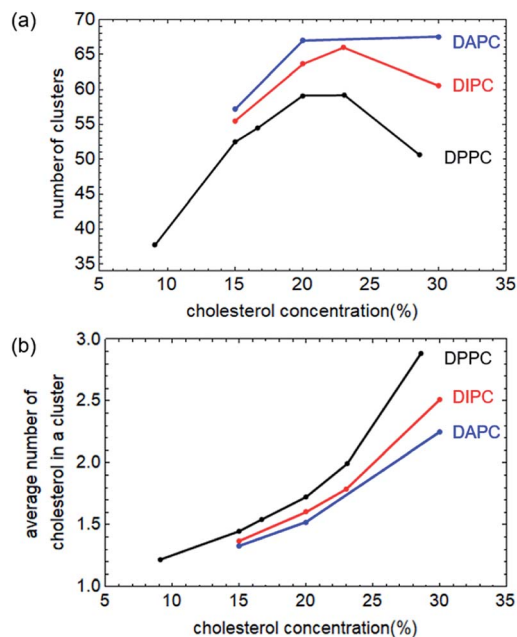 (a)
70
65
60
55
50
45
40
35
5 10 15 20 25 30 35
number of clusters
cholesterol concentration(%)
DAPC
DIPC
DPPC
(b)
3.0
2.5
2.0
1.5
1.0
5 10 15 20 25 30 35
average number of
cholesterol in a cluster
cholesterol concentration(%)
DPPC
DIPC
DAPC